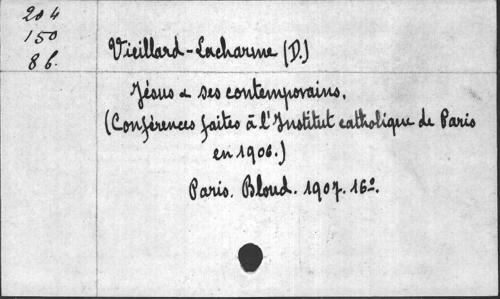 204
150
86.
Vieillard-Lacharme (D.)
Jésus & ses contemporains.
(Conférences faites à l'Institut catholique de Paris
en 1906.)
Paris. Bloud. 1907. 16º.